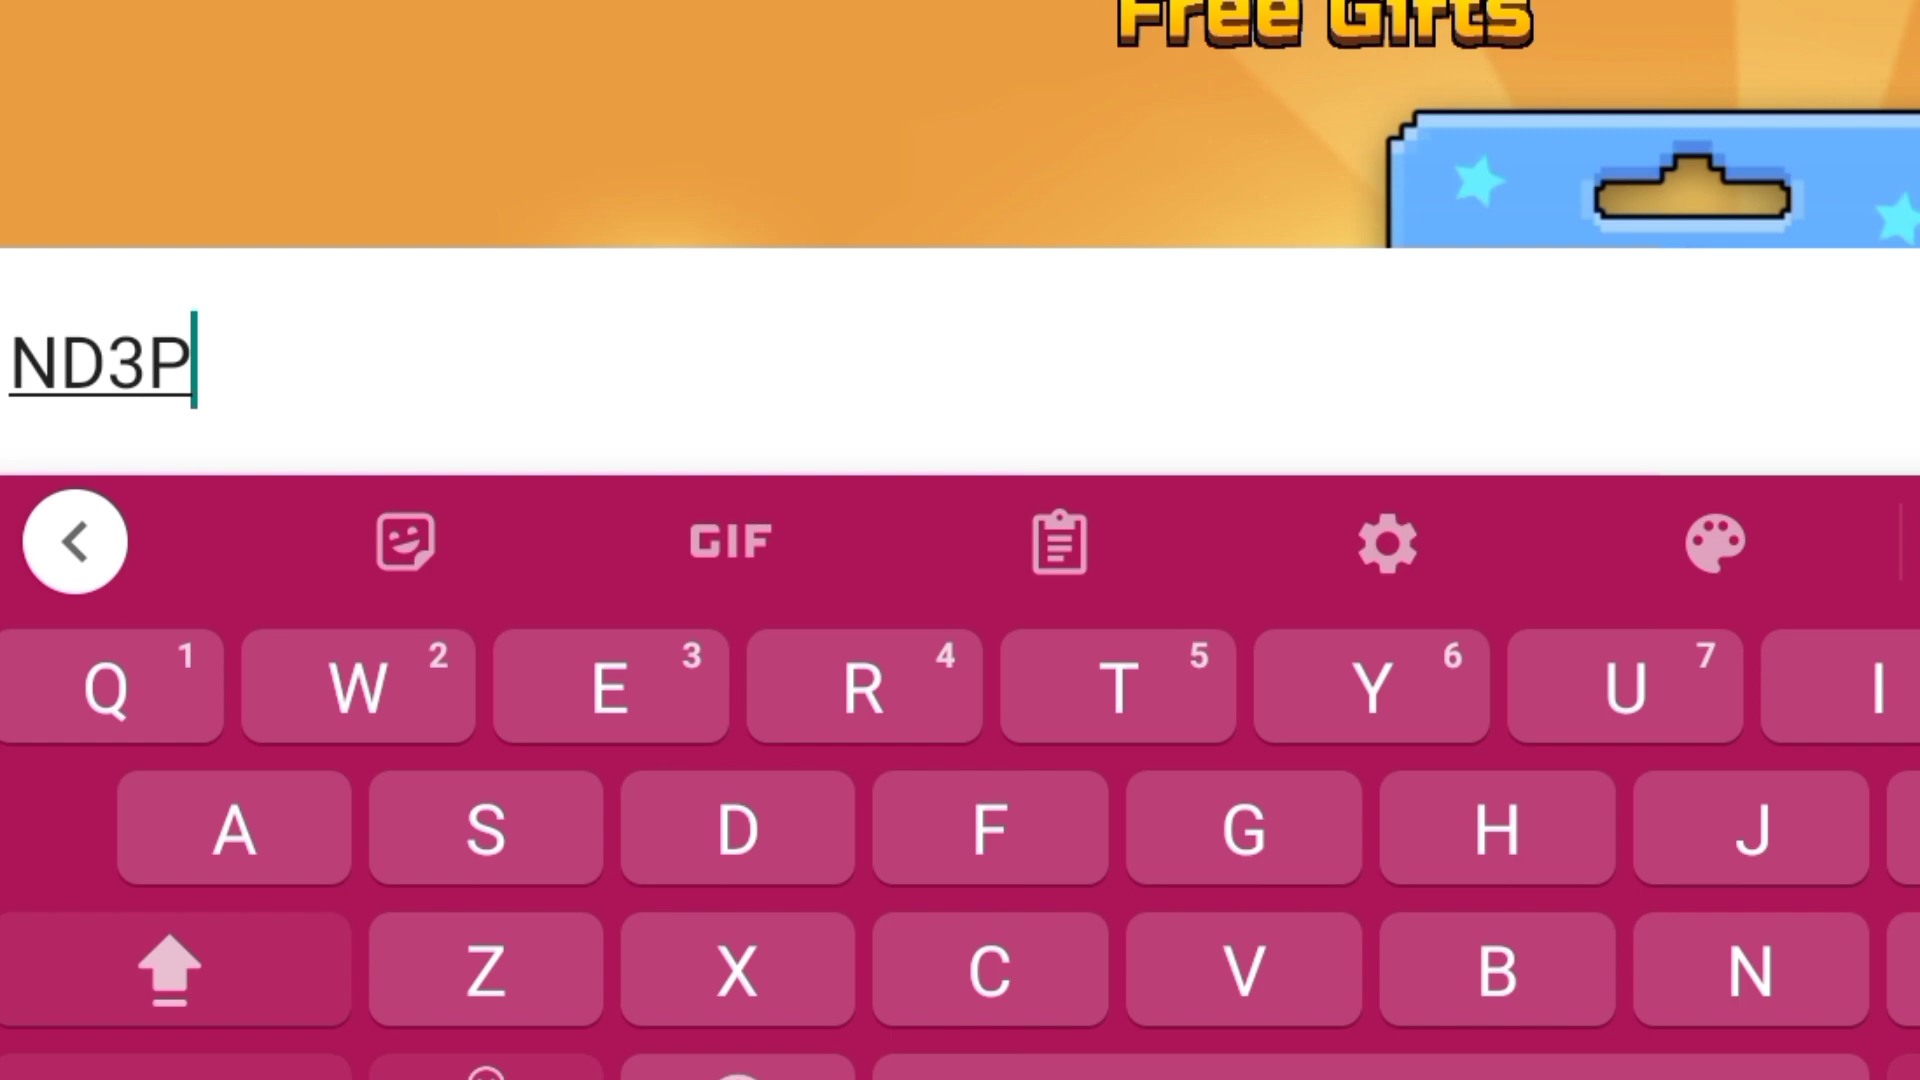 Free Gifts
ND3P
GIF
Q 1 W 2 E 3 R 4 T 5 Y 6 U 7 I
A S D F G H J
Z X C V B N